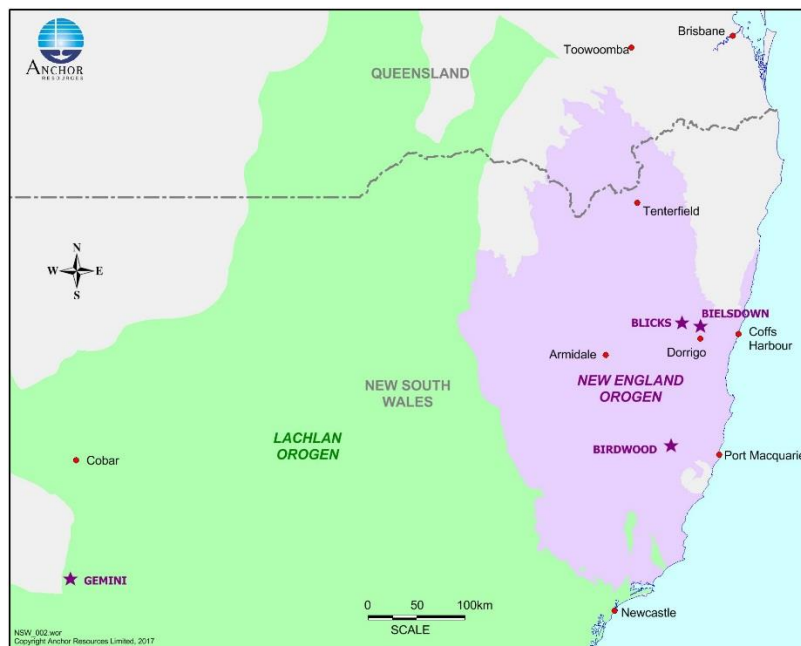 ANCHOR
RESOURCES
Brisbane
Toowoomba
QUEENSLAND
Tenterfield
N
W E
S
BLICKS
BIELSDOWN
Coffs
Harbour
Dorrigo
Armidale
NEW SOUTH
WALES
NEW ENGLAND
OROGEN
LACHLAN
OROGEN
BIRDWOOD
Port Macquarie
Cobar
GEMINI
0 50 100km
SCALE
Newcastle
NSW_002.wor
Copyright Anchor Resources Limited, 2017